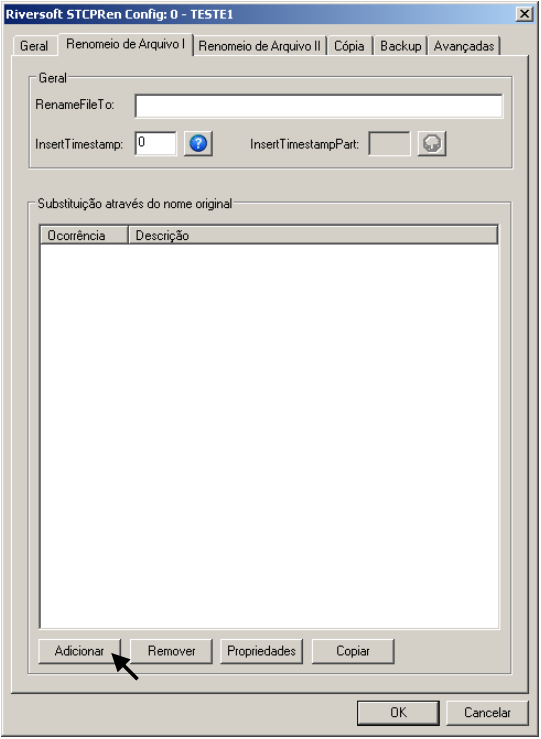 Riversoft STCPRen Config: 0 - TESTE1
Geral Renomeio de Arquivo I Renomeio de Arquivo II Cópia Backup Avançadas
Geral
RenameFileTo:
InsertTimestamp: 0 ? InsertTimestampPart: ?
Substituição através do nome original
Ocorrência Descrição
Adicionar Remover Propriedades Copiar
OK Cancelar